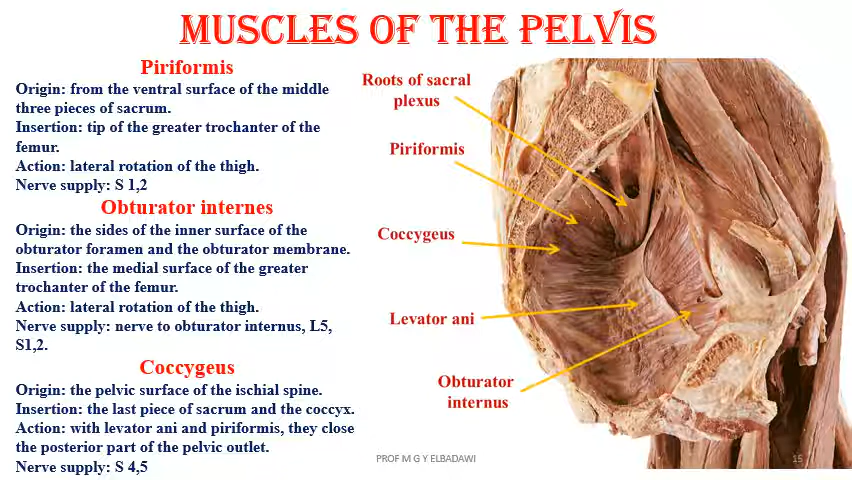 MUSCLES OF THE PELVIS
Piriformis
Origin: from the ventral surface of the middle
three pieces of sacrum.
Insertion: tip of the greater trochanter of the
femur.
Action: lateral rotation of the thigh.
Nerve supply: S 1,2
Obturator internes
Origin: the sides of the inner surface of the
obturator foramen and the obturator membrane.
Insertion: the medial surface of the greater
trochanter of the femur.
Action: lateral rotation of the thigh.
Nerve supply: nerve to obturator internus, L5,
S1,2.
Coccygeus
Origin: the pelvic surface of the ischial spine.
Insertion: the last piece of sacrum and the coccyx.
Action: with levator ani and piriformis, they close
the posterior part of the pelvic outlet.
Nerve supply: S 4,5
Roots of sacral
plexus
Piriformis
Coccygeus
Levator ani
Obturator
internus
PROF M G Y ELBADAWI
15